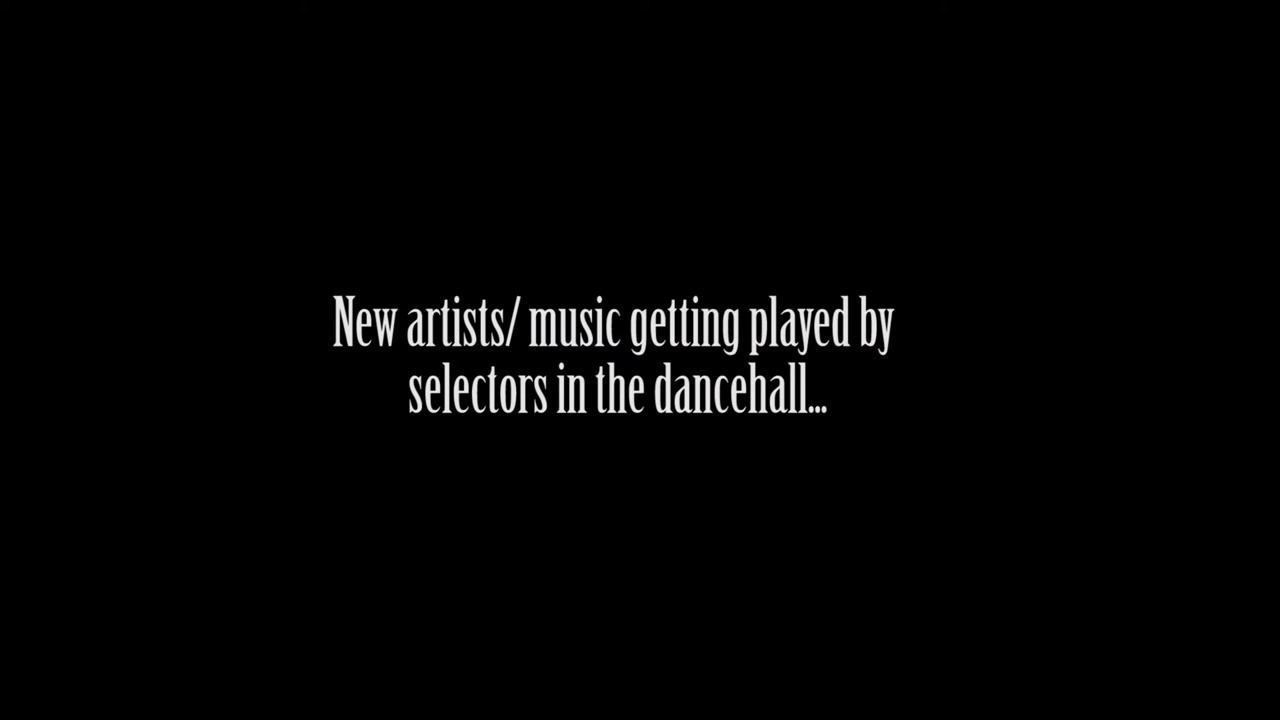 New artists/ music getting played by
selectors in the dancehall...